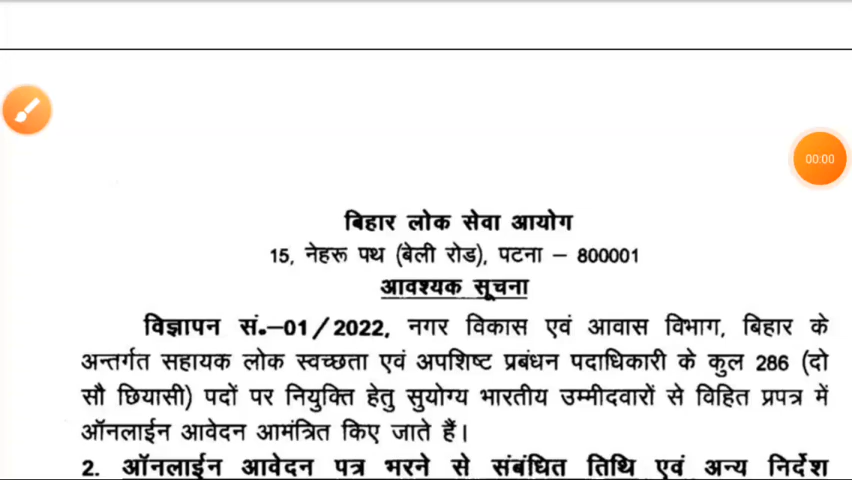 00:00
बिहार लोक सेवा आयोग
15, नेहरू पथ (बेली रोड), पटना – 800001
आवश्यक सूचना
विज्ञापन सं.–01/2022, नगर विकास एवं आवास विभाग, बिहार के
अन्तर्गत सहायक लोक स्वच्छता एवं अपशिष्ट प्रबंधन पदाधिकारी के कुल 286 (दो
सौ छियासी) पदों पर नियुक्ति हेतु सुयोग्य भारतीय उम्मीदवारों से विहित प्रपत्र में
ऑनलाईन आवेदन आमंत्रित किए जाते हैं।
2. ऑनलाईन आवेदन पत्र भरने से संबंधित तिथि एवं अन्य निर्देश